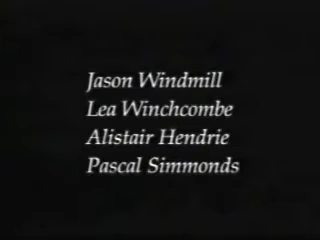 Jason Windmill
Lea Winchcombe
Alistair Hendrie
Pascal Simmonds